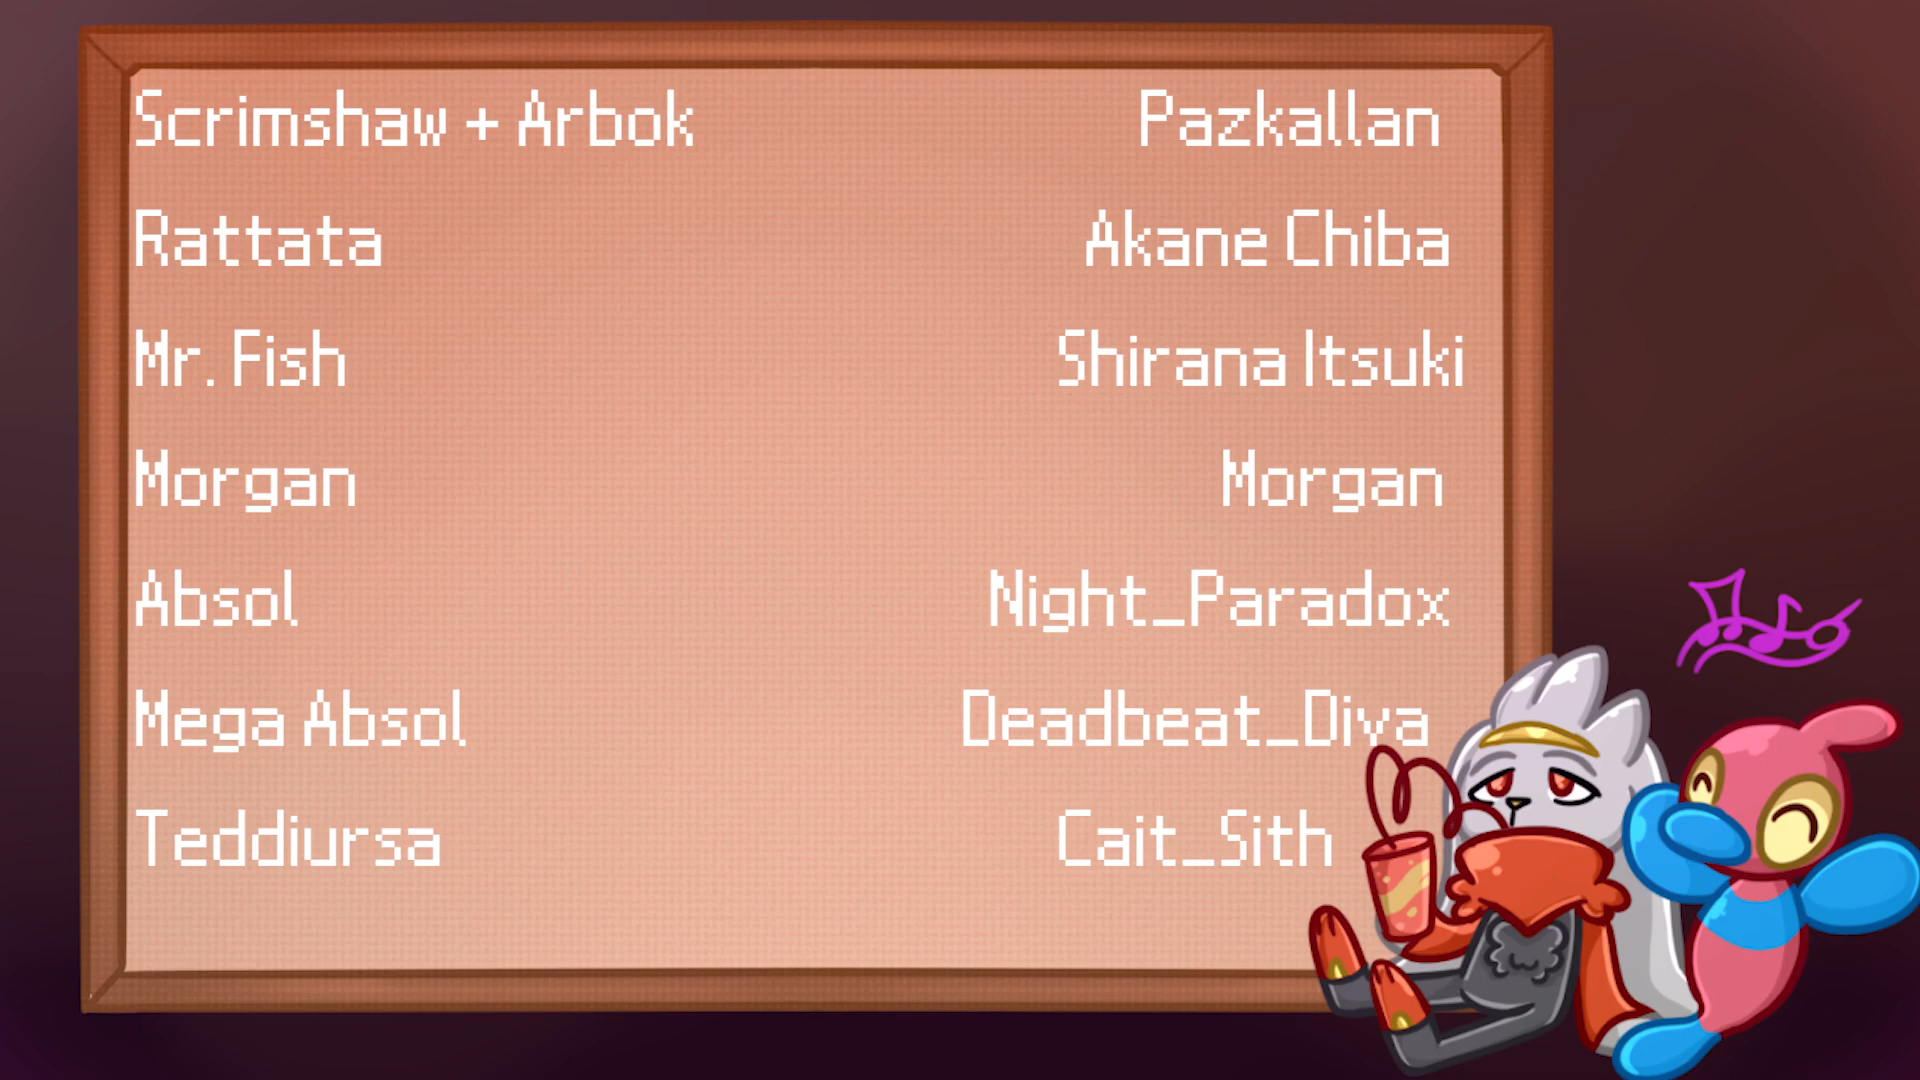 Scrimshaw + Arbok Pazkallan
Rattata Akane Chiba
Mr. Fish Shirana Itsuki
Morgan Morgan
Absol Night_Paradox
Mega Absol Deadbeat_Diva
Teddiursa Cait_Sith